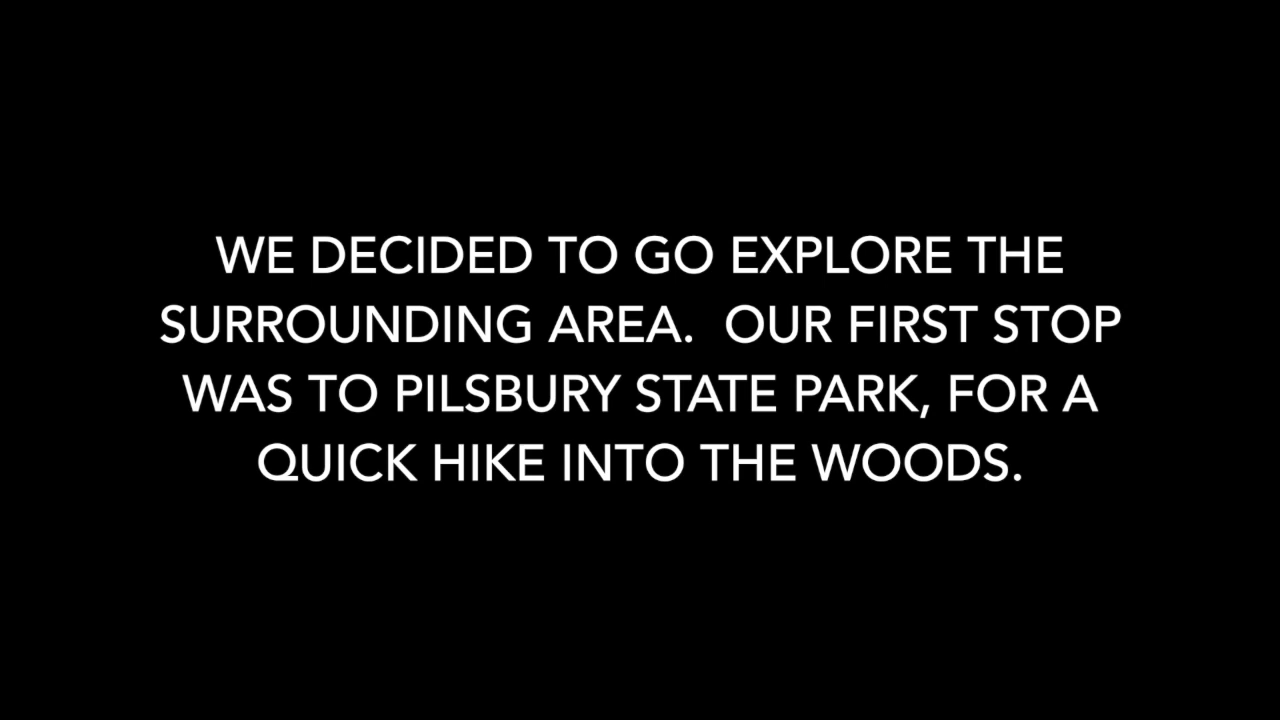 WE DECIDED TO GO EXPLORE THE
SURROUNDING AREA.  OUR FIRST STOP
WAS TO PILSBURY STATE PARK, FOR A
QUICK HIKE INTO THE WOODS.